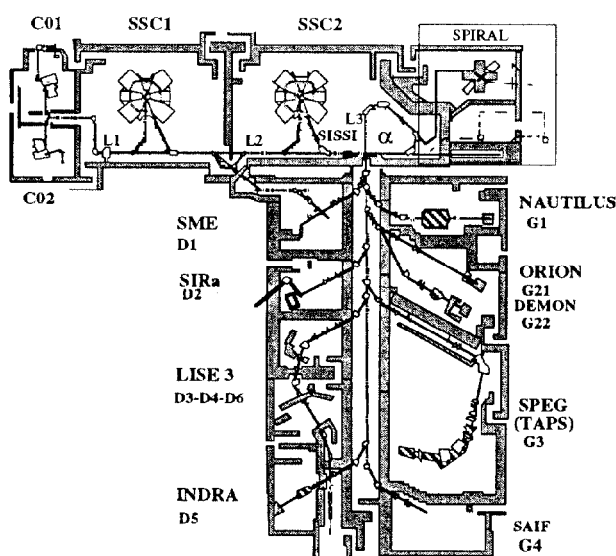 C01
SSC1
SSC2
SPIRAL
L1
L2
SISSI
L3
α
C02
SME
D1
NAUTILUS
G1
SIRa
D2
ORION
G21
DEMON
G22
LISE 3
D3-D4-D6
SPEG
(TAPS)
G3
INDRA
D5
SAIF
G4